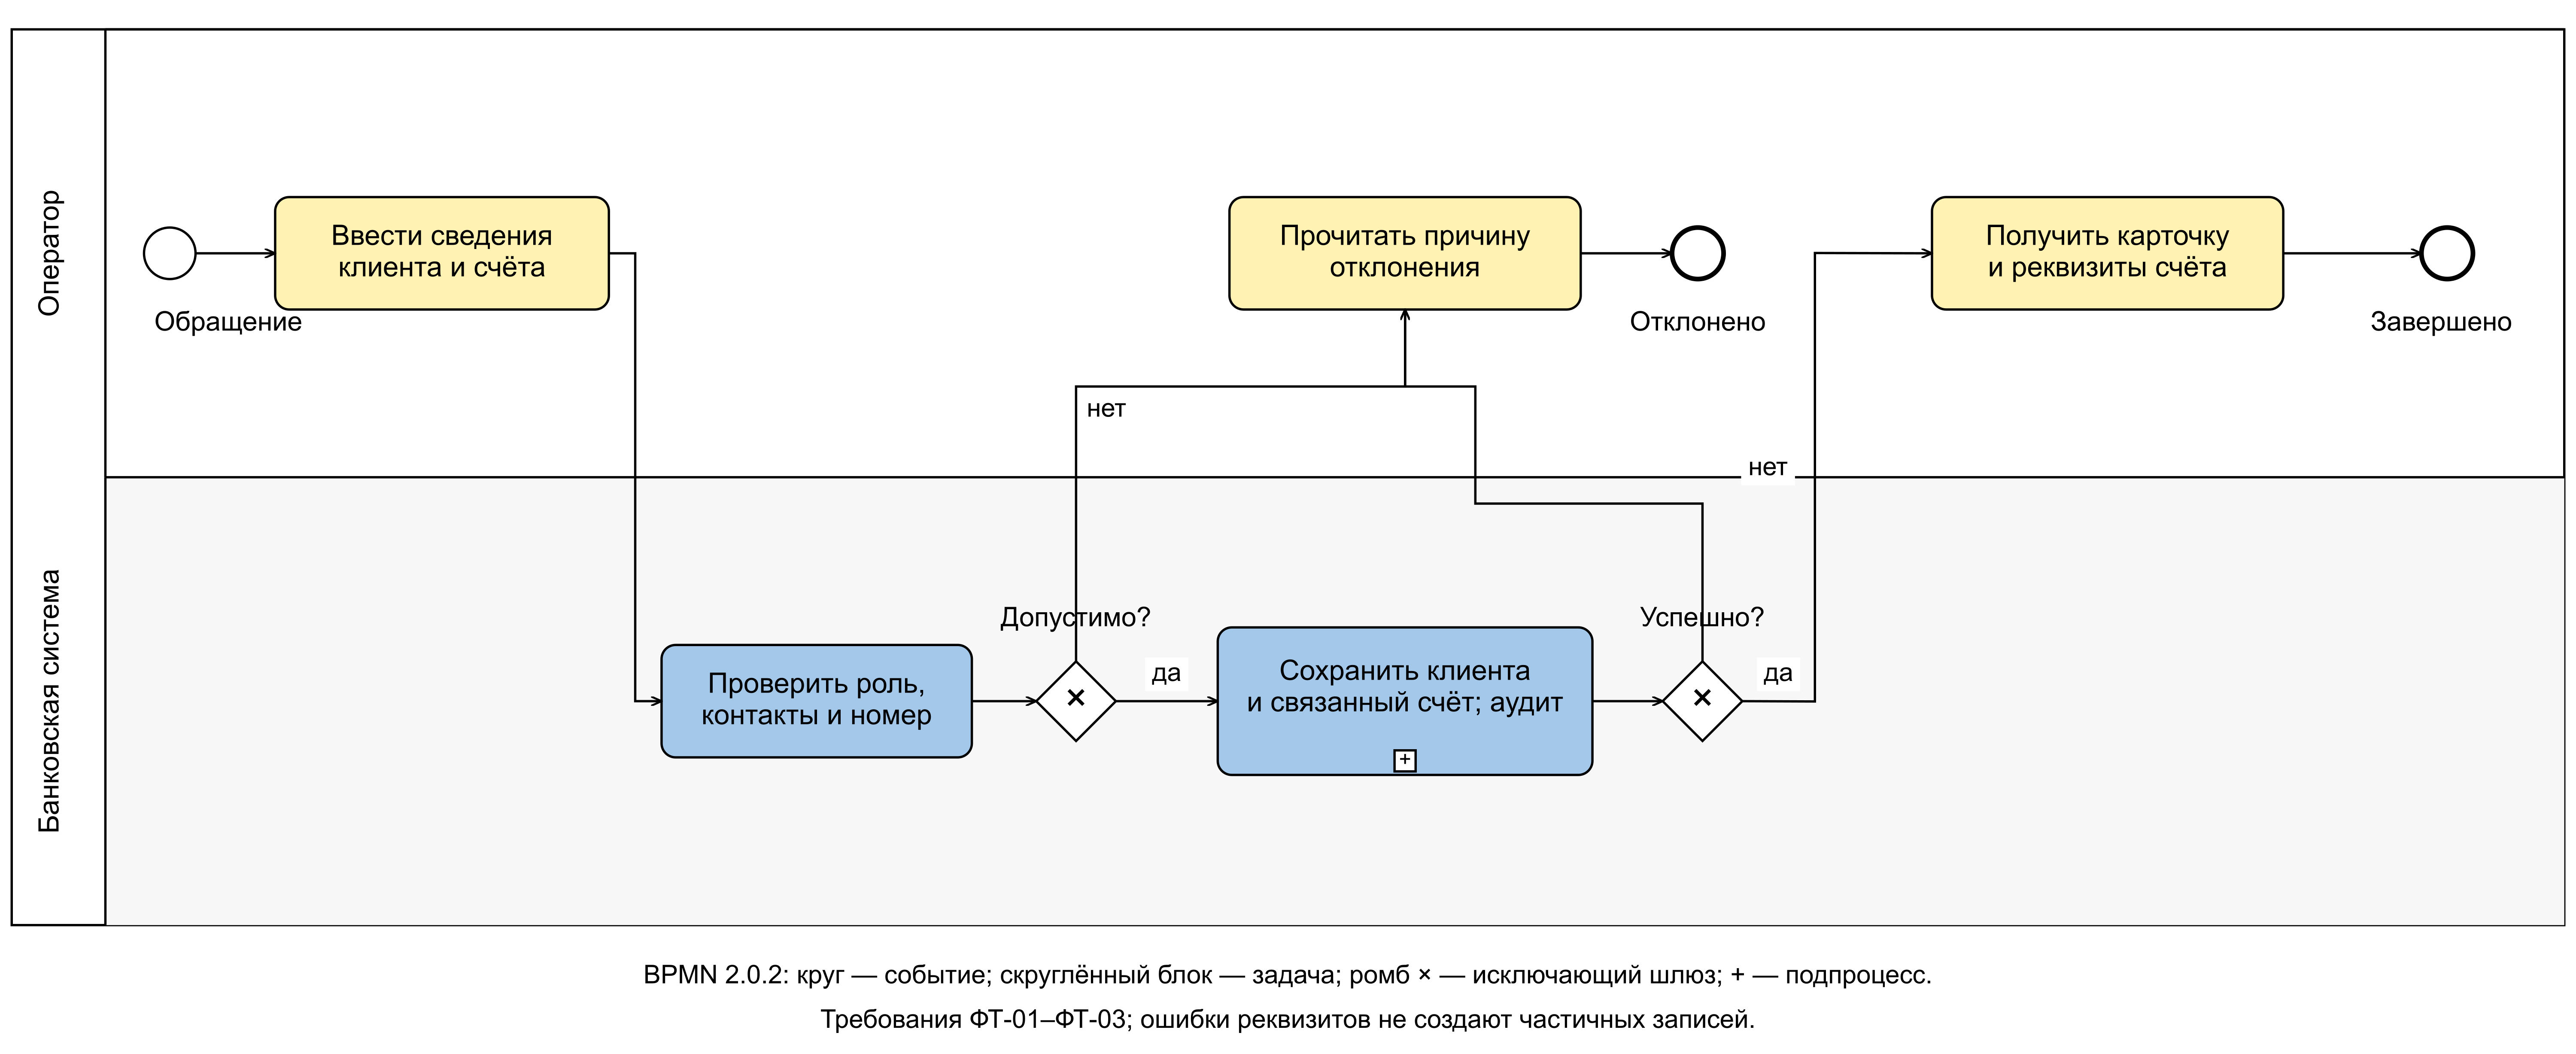 Оператор
Ввести сведения
клиента и счёта
Обращение
Прочитать причину
отклонения
Отклонено
Получить карточку
и реквизиты счёта
Завершено
нет
нет
Банковская система
Проверить роль,
контакты и номер
Допустимо?
×
да
Сохранить клиента
и связанный счёт; аудит
+
Успешно?
×
да
BPMN 2.0.2: круг — событие; скруглённый блок — задача; ромб × — исключающий шлюз; + — подпроцесс.
Требования ФТ-01–ФТ-03; ошибки реквизитов не создают частичных записей.